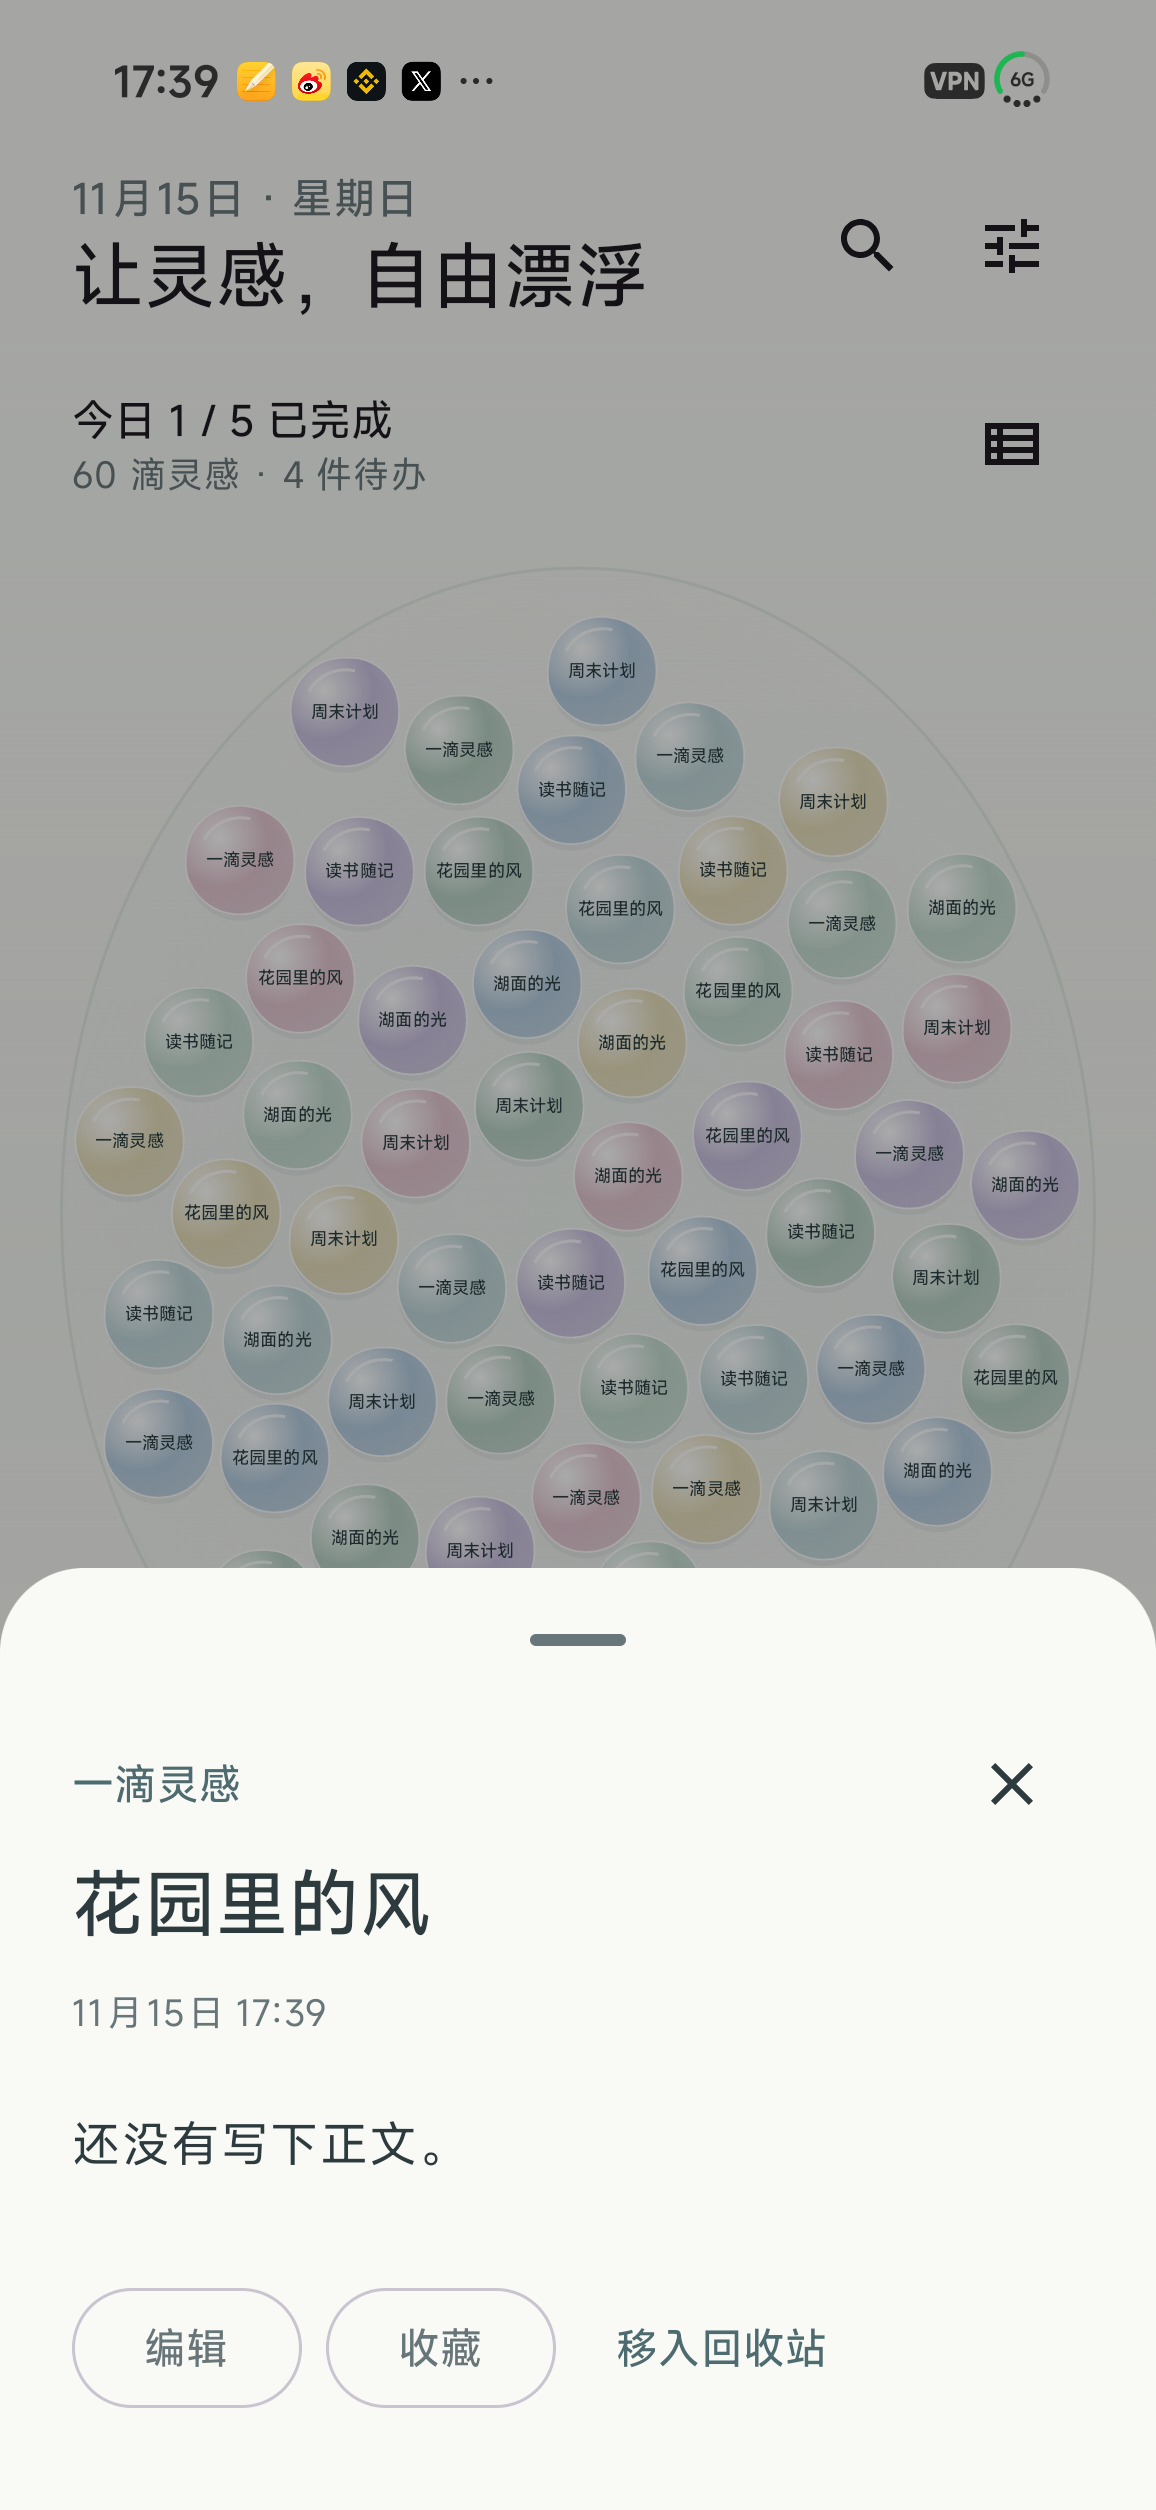 17:39
VPN
6G
11月15日 · 星期日
让灵感，自由漂浮
今日 1 / 5 已完成
60 滴灵感 · 4 件待办
周末计划
周末计划
一滴灵感
一滴灵感
读书随记
周末计划
一滴灵感
读书随记
花园里的风
读书随记
花园里的风
湖面的光
一滴灵感
花园里的风
湖面的光
花园里的风
湖面的光
周末计划
读书随记
湖面的光
读书随记
周末计划
湖面的光
一滴灵感
周末计划
花园里的风
一滴灵感
湖面的光
湖面的光
花园里的风
周末计划
读书随记
花园里的风
周末计划
一滴灵感
读书随记
读书随记
湖面的光
一滴灵感
花园里的风
读书随记
读书随记
周末计划
一滴灵感
一滴灵感
花园里的风
湖面的光
一滴灵感
一滴灵感
周末计划
湖面的光
周末计划
一滴灵感
花园里的风
11月15日 17:39
还没有写下正文。
编辑
收藏
移入回收站